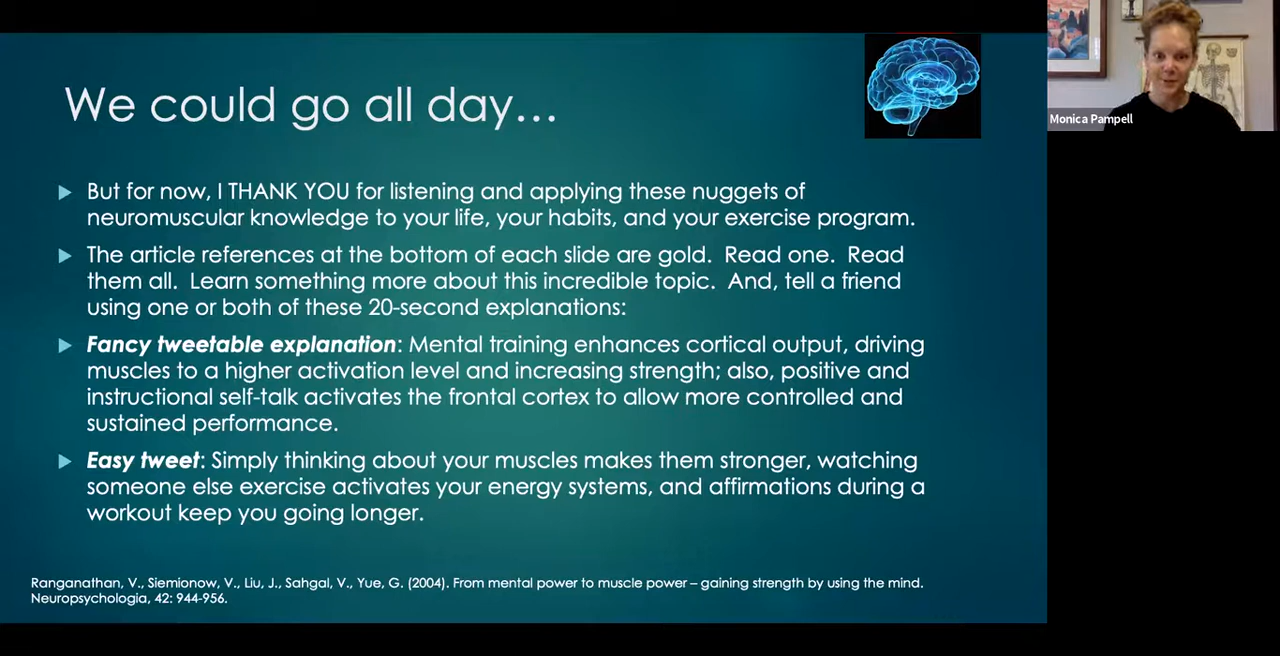 We could go all day...
But for now, I THANK YOU for listening and applying these nuggets of
neuromuscular knowledge to your life, your habits, and your exercise program.
The article references at the bottom of each slide are gold. Read one. Read
them all. Learn something more about this incredible topic. And, tell a friend
using one or both of these 20-second explanations:
Fancy tweetable explanation: Mental training enhances cortical output, driving
muscles to a higher activation level and increasing strength; also, positive and
instructional self-talk activates the frontal cortex to allow more controlled and
sustained performance.
Easy tweet: Simply thinking about your muscles makes them stronger, watching
someone else exercise activates your energy systems, and affirmations during a
workout keep you going longer.
Ranganathan, V., Siemionow, V., Liu, J., Sahgal, V., Yue, G. (2004). From mental power to muscle power – gaining strength by using the mind.
Neuropsychologia, 42: 944-956.
Monica Pampell